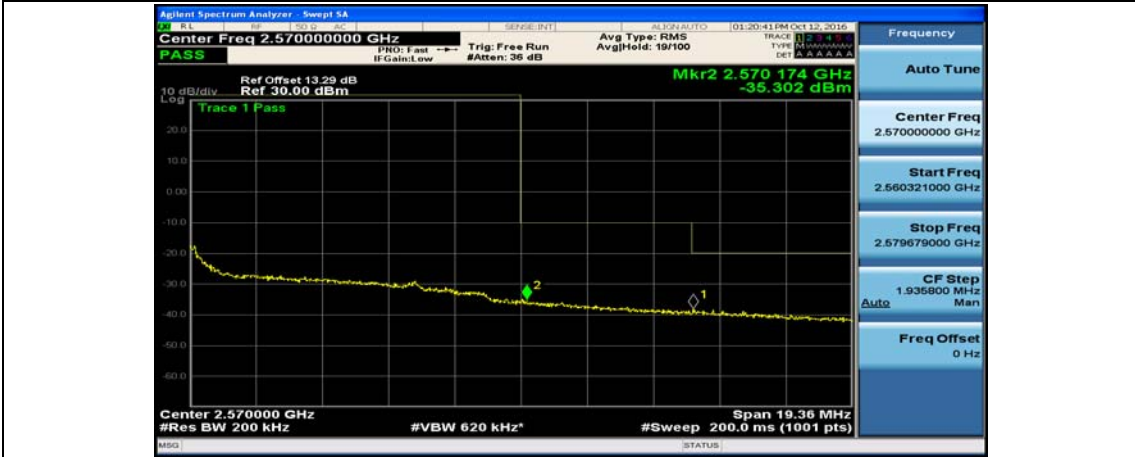 Agilent Spectrum Analyzer - Swept SA
RL RF 50 Ω AC SENSE:INT ALIGN AUTO 01:20:41 PM Oct 12, 2016
Center Freq 2.570000000 GHz
PASS
PNO: Fast
IFGain:Low
Trig: Free Run
#Atten: 36 dB
Avg Type: RMS
Avg|Hold: 19/100
TRACE 1 2 3 4 5 6
TYPE M
DET A A A A A A
Ref Offset 13.29 dB
10 dB/div Ref 30.00 dBm
Log
Mkr2 2.570 174 GHz
-35.302 dBm
Trace 1 Pass
20.0
10.0
0.00
-10.0
-20.0
-30.0
-40.0
-50.0
-60.0
2
1
Center 2.570000 GHz
Span 19.36 MHz
#Res BW 200 kHz
#VBW 620 kHz*
#Sweep 200.0 ms (1001 pts)
MSG
STATUS
Frequency
Auto Tune
Center Freq
2.570000000 GHz
Start Freq
2.560321000 GHz
Stop Freq
2.579679000 GHz
CF Step
1.935800 MHz
Auto Man
Freq Offset
0 Hz